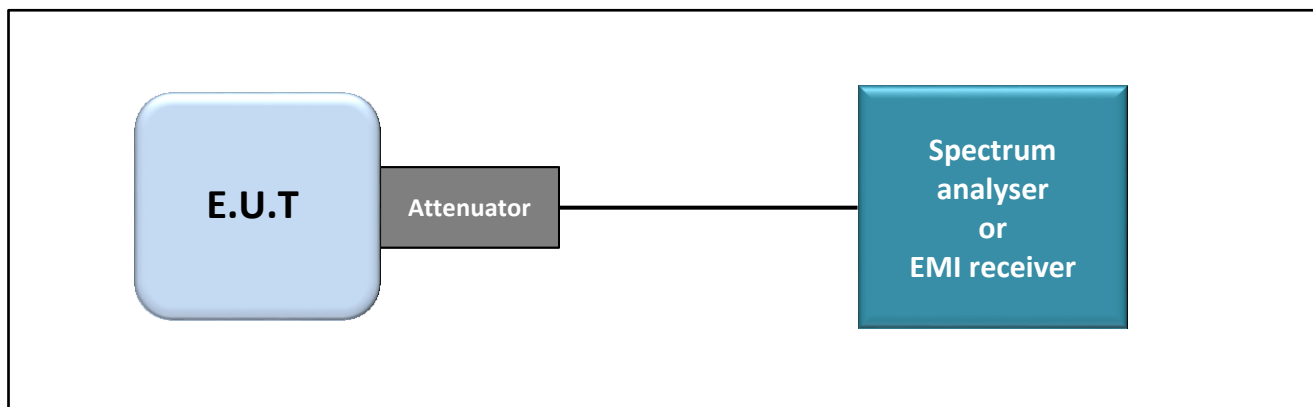 E.U.T
Attenuator
Spectrum
analyser
or
EMI receiver